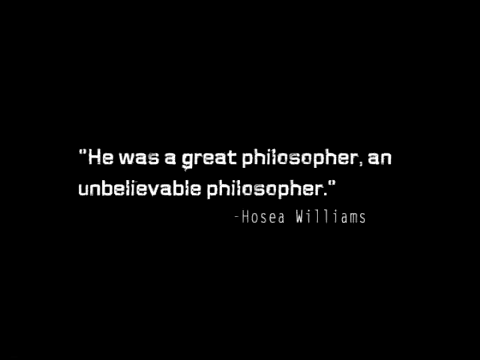 "He was a great philosopher, an
unbelievable philosopher."
-Hosea Williams